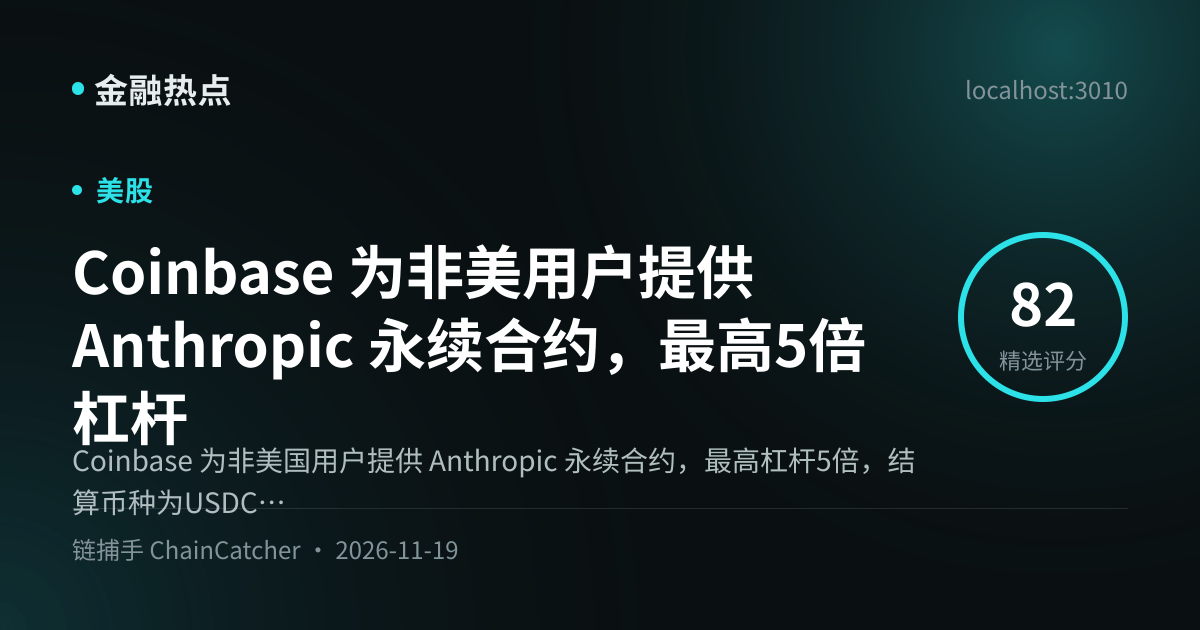 金融热点
localhost:3010
美股
Coinbase 为非美用户提供
Anthropic 永续合约，最高5倍
杠杆
82
精选评分
Coinbase 为非美国用户提供 Anthropic 永续合约，最高杠杆5倍，结
算币种为USDC…
链捕手 ChainCatcher · 2026-11-19